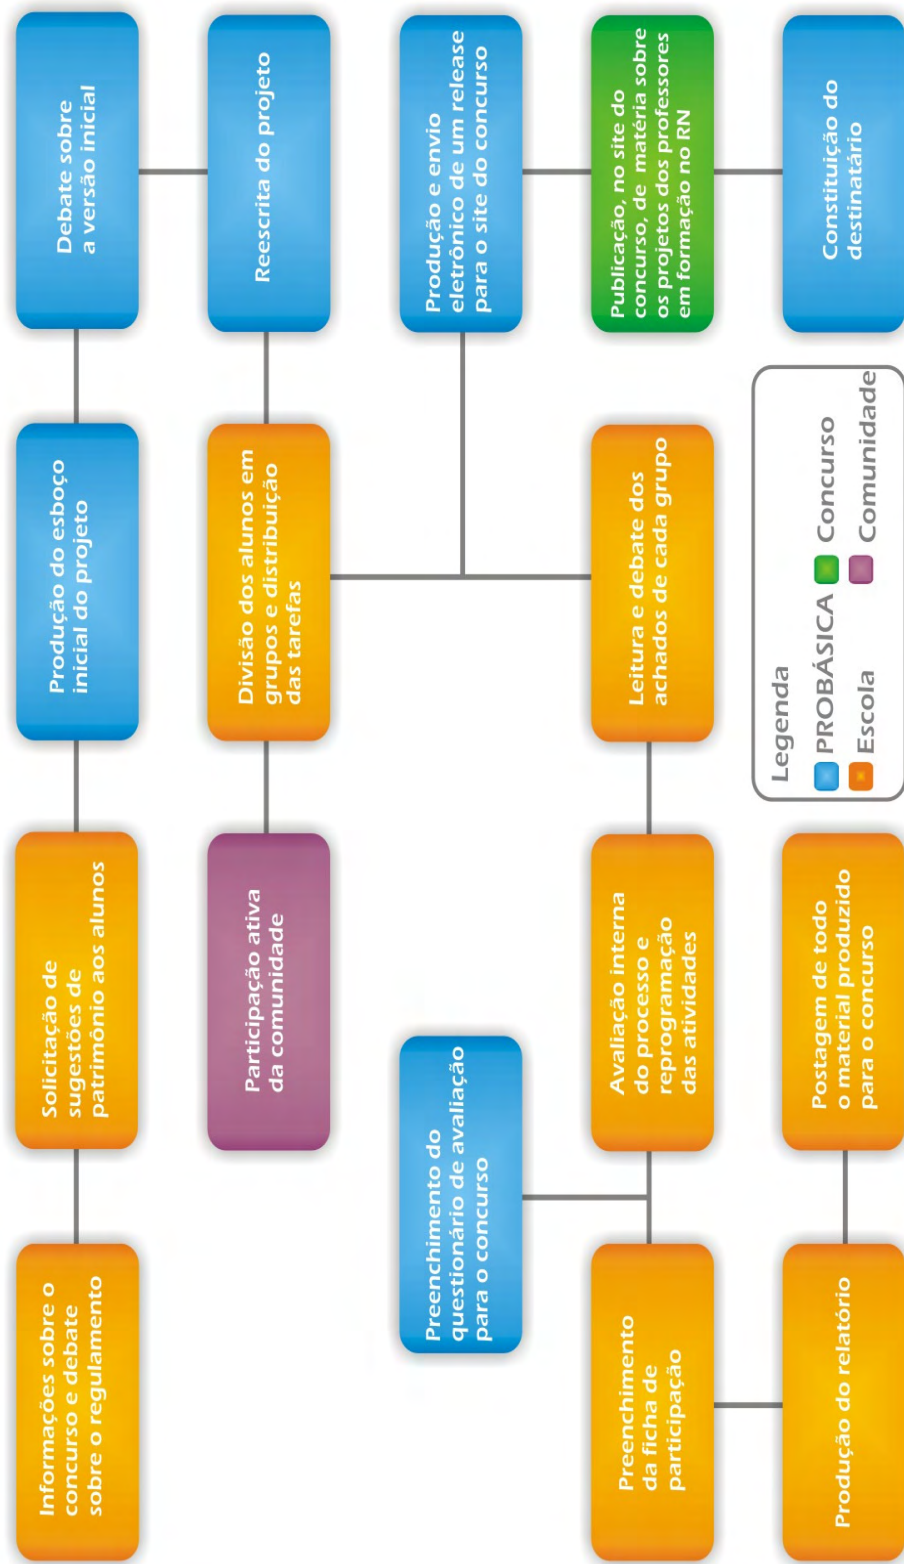 Informações sobre o
concurso e debate
sobre o regulamento
Solicitação de
sugestões de
patrimônio aos alunos
Produção do esboço
inicial do projeto
Debate sobre
a versão inicial
Participação ativa
da comunidade
Divisão dos alunos em
grupos e distribuição
das tarefas
Reescrita do projeto
Preenchimento do
questionário de avaliação
para o concurso
Produção e envio
eletrônico de um release
para o site do concurso
Preenchimento
da ficha de
participação
Avaliação interna
do processo e
reprogramação
das atividades
Leitura e debate dos
achados de cada grupo
Publicação, no site do
concurso, de matéria sobre
os projetos dos professores
em formação no RN
Produção do relatório
Postagem de todo
o material produzido
para o concurso
Legenda
PROBÁSICA
Concurso
Escola
Comunidade
Constituição do
destinatário